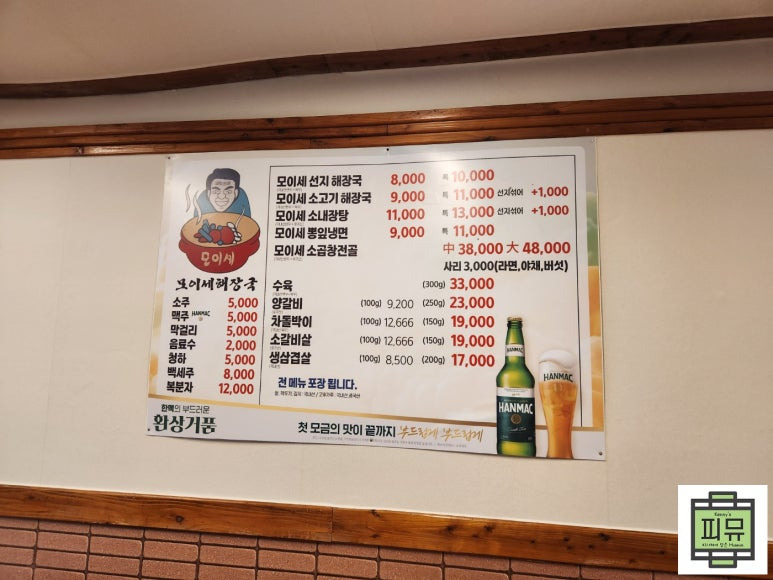 모이세
모이세해장국
소주 5,000
맥주 HANMAC 5,000
막걸리 5,000
음료수 2,000
청하 5,000
백세주 8,000
복분자 12,000
모이세 선지 해장국 8,000 특 10,000
모이세 소고기 해장국 9,000 특 11,000 선지섞어 +1,000
모이세 소내장탕 11,000 특 13,000 선지섞어 +1,000
모이세 뽕잎냉면 9,000 특 11,000
모이세 소곱창전골 中 38,000 大 48,000
사리 3,000(라면,야채,버섯)
수육 (300g) 33,000
양갈비 (100g) 9,200 (250g) 23,000
차돌박이 (100g) 12,666 (150g) 19,000
소갈비살 (100g) 12,666 (150g) 19,000
생삼겹살 (100g) 8,500 (200g) 17,000
전 메뉴 포장 됩니다.
HANMAC
HANMAC
한맥의 부드러운
환상거품
첫 모금의 맛이 끝까지 부드럽게 부드럽게
Kenny's
피뮤